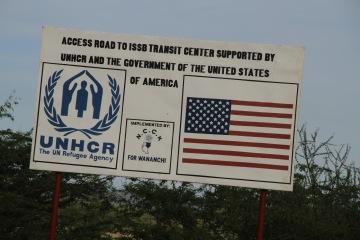 ACCESS ROAD TO ISSB TRANSIT CENTER SUPPORTED BY
UNHCR AND THE GOVERNMENT OF THE UNITED STATES
OF AMERICA
UNHCR
The UN Refugee Agency
IMPLEMENTED BY:
N.C.C.K
FOR WANANCHI